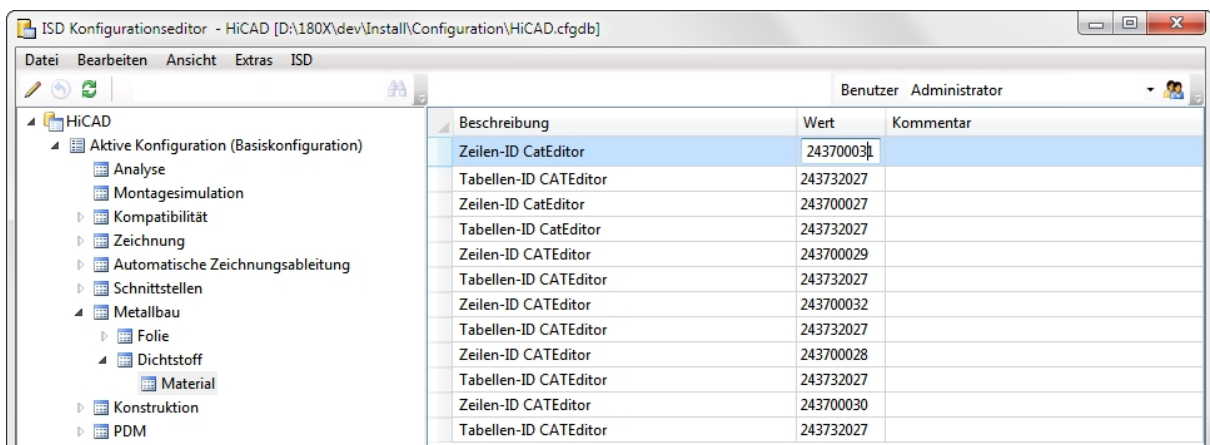 ISD Konfigurationseditor - HiCAD [D:\180X\dev\Install\Configuration\HiCAD.cfgdb]
Datei Bearbeiten Ansicht Extras ISD
Benutzer Administrator
HiCAD
Aktive Konfiguration (Basiskonfiguration)
Analyse
Montagesimulation
Kompatibilität
Zeichnung
Automatische Zeichnungsableitung
Schnittstellen
Metallbau
Folie
Dichtstoff
Material
Konstruktion
PDM
Beschreibung Wert Kommentar
Zeilen-ID CatEditor 243700031
Tabellen-ID CATEditor 243732027
Zeilen-ID CatEditor 243700027
Tabellen-ID CatEditor 243732027
Zeilen-ID CATEditor 243700029
Tabellen-ID CATEditor 243732027
Zeilen-ID CATEditor 243700032
Tabellen-ID CATEditor 243732027
Zeilen-ID CATEditor 243700028
Tabellen-ID CATEditor 243732027
Zeilen-ID CATEditor 243700030
Tabellen-ID CATEditor 243732027